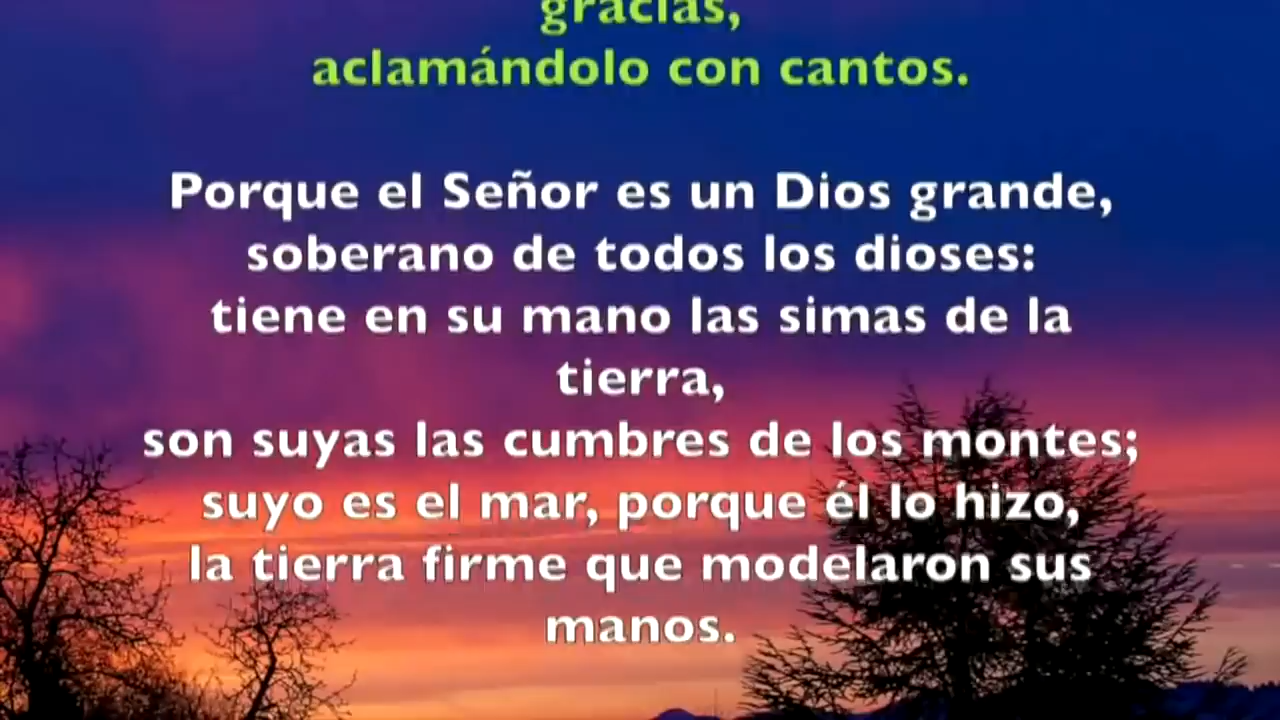 gracias,
aclamándolo con cantos.
Porque el Señor es un Dios grande,
soberano de todos los dioses:
tiene en su mano las simas de la
tierra,
son suyas las cumbres de los montes;
suyo es el mar, porque él lo hizo,
la tierra firme que modelaron sus
manos.